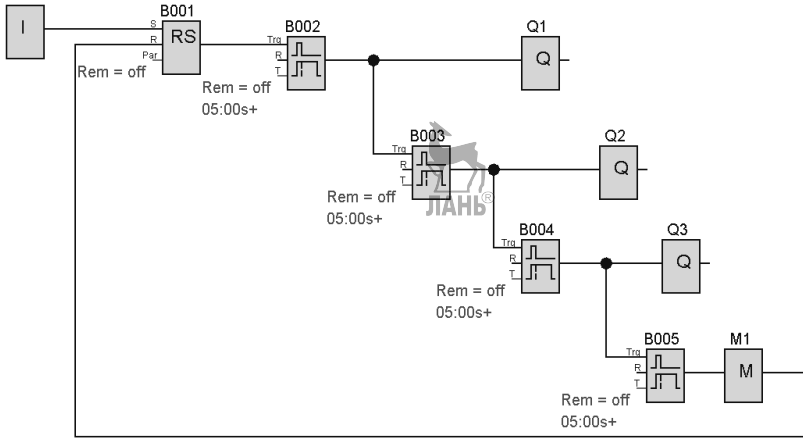 I
B001
S
R
Par
RS
Rem = off
B002
Trg
R
T
Rem = off
05:00s+
Q1
Q
B003
Trg
R
T
Rem = off
05:00s+
Q2
Q
ЛАНЬ®
B004
Trg
R
T
Rem = off
05:00s+
Q3
Q
B005
Trg
R
T
Rem = off
05:00s+
M1
M